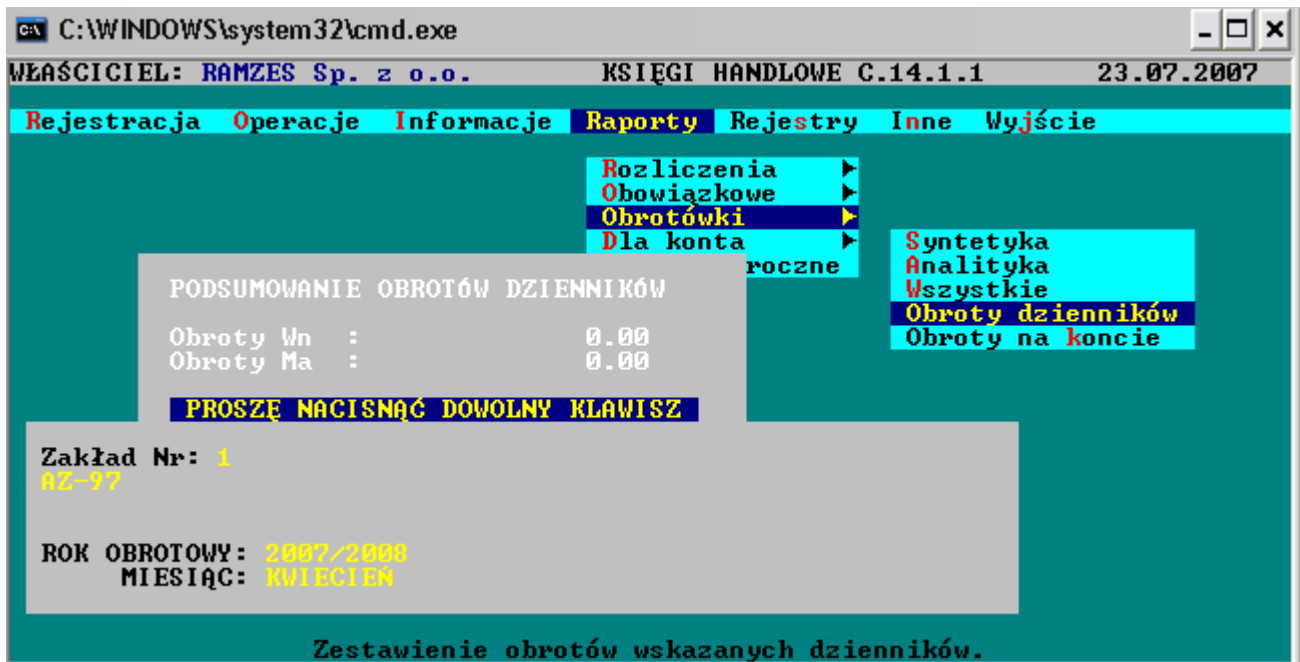 C:\WINDOWS\system32\cmd.exe
WŁAŚCICIEL: RAMZES Sp. z o.o. KSIĘGI HANDLOWE C.14.1.1 23.07.2007
Rejestracja Operacje Informacje Raporty Rejestry Inne Wyjście
Rozliczenia
Obowiązkowe
Obrotówki
Dla konta
roczne
Syntetyka
Analityka
Wszystkie
Obroty dzienników
Obroty na koncie
PODSUMOWANIE OBROTÓW DZIENNIKÓW
Obroty Wn : 0.00
Obroty Ma : 0.00
PROSZĘ NACISNĄĆ DOWOLNY KLAWISZ
Zakład Nr: 1
AZ-97
ROK OBROTOWY: 2007/2008
MIESIĄC: KWIECIEŃ
Zestawienie obrotów wskazanych dzienników.